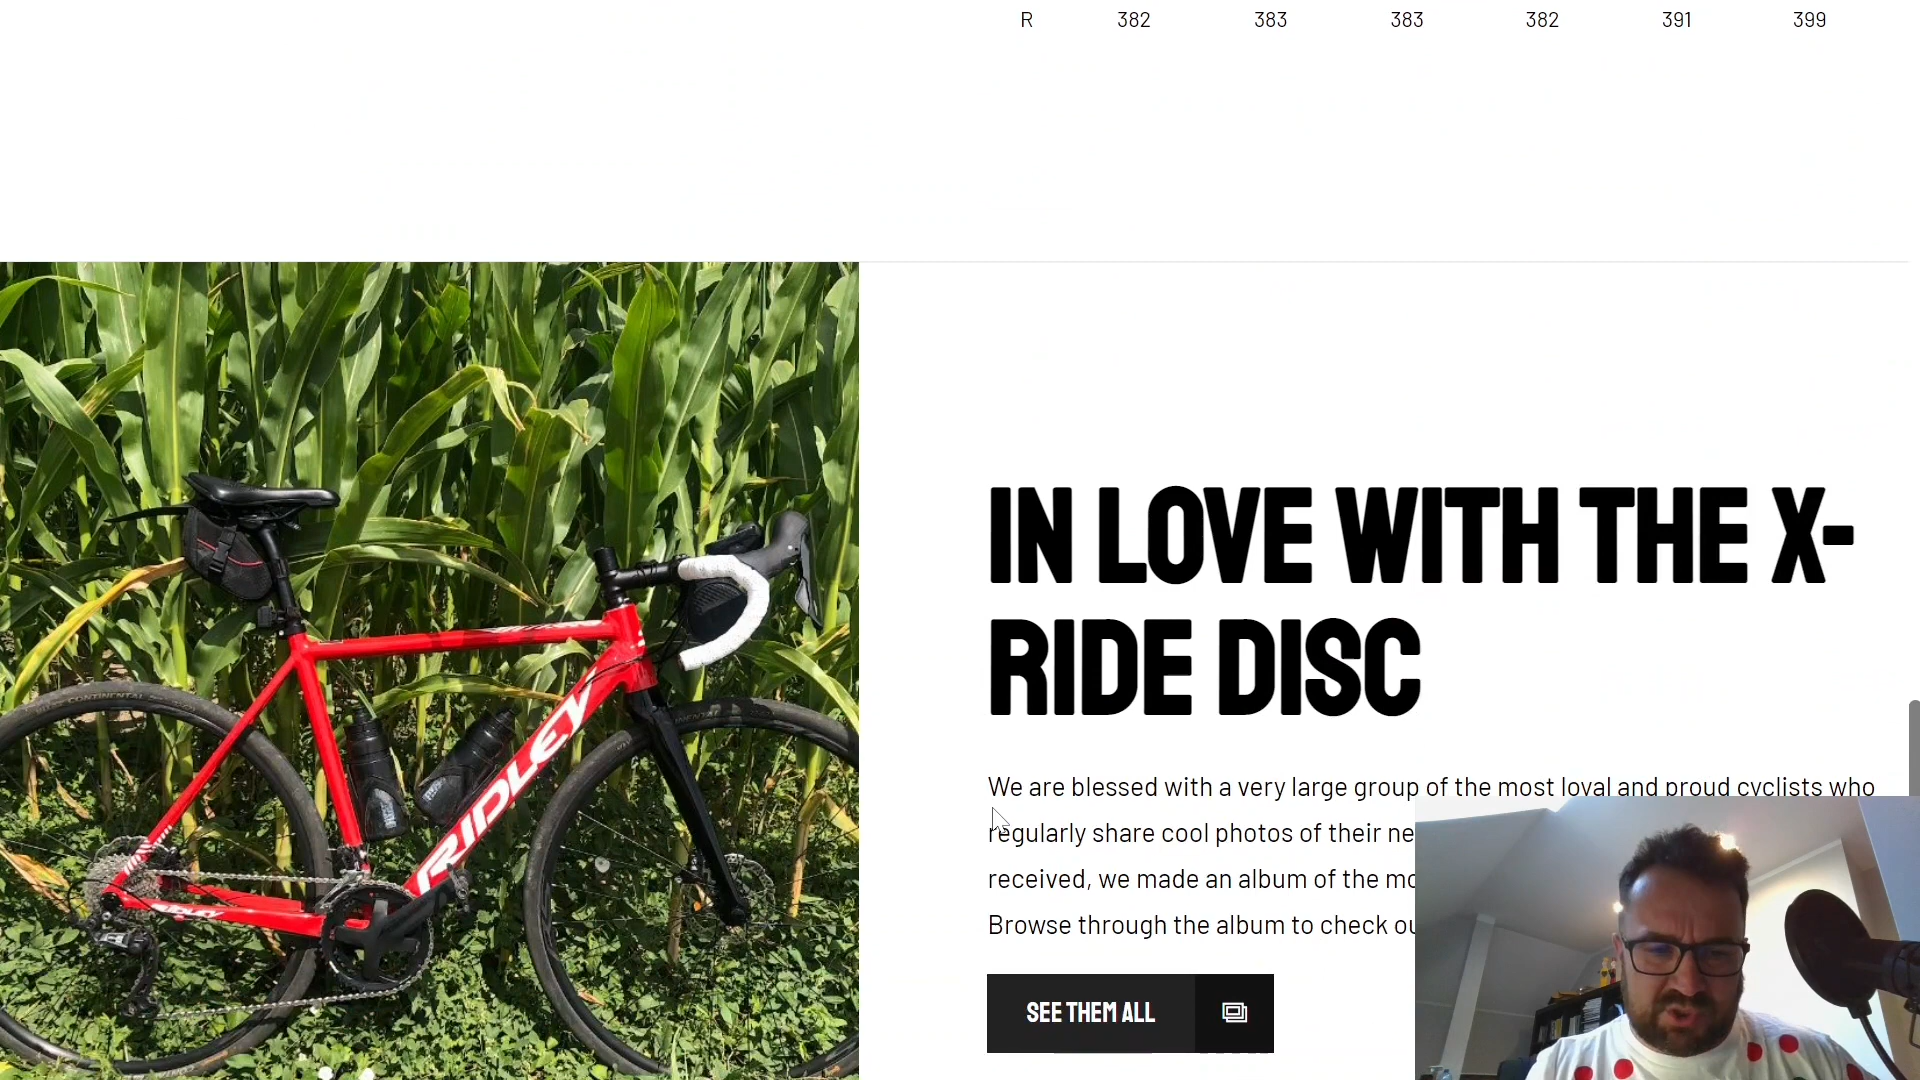 R 382 383 383 382 391 399
IN LOVE WITH THE X-
RIDE DISC
We are blessed with a very large group of the most loyal and proud cyclists who
regularly share cool photos of their ne
received, we made an album of the mo
Browse through the album to check ou
SEE THEM ALL
CONTINENTAL
RIDLEY
RIDLEY